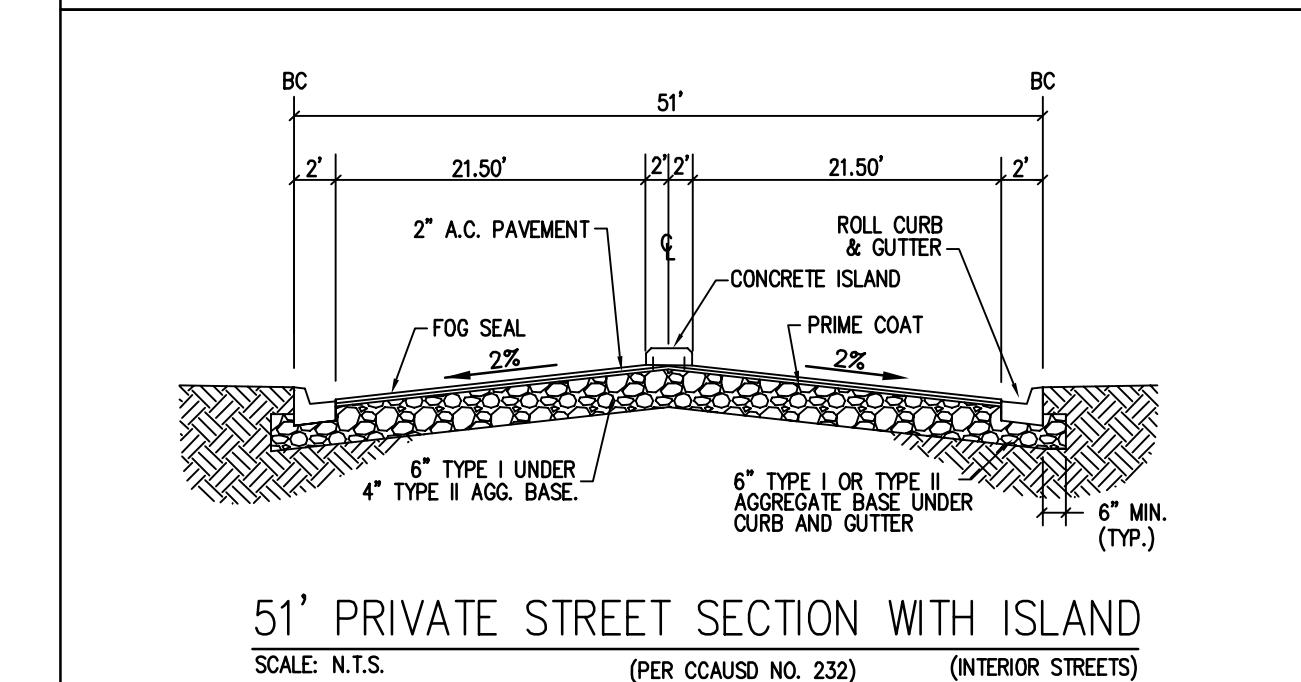 BC
BC
51'
2'
21.50'
2'
2'
21.50'
2'
2" A.C. PAVEMENT
ROLL CURB
& GUTTER
CL
CONCRETE ISLAND
FOG SEAL
PRIME COAT
2%
2%
6" TYPE I UNDER
4" TYPE II AGG. BASE.
6" TYPE I OR TYPE II
AGGREGATE BASE UNDER
CURB AND GUTTER
6" MIN.
(TYP.)
51' PRIVATE STREET SECTION WITH ISLAND
SCALE: N.T.S.
(PER CCAUSD NO. 232)
(INTERIOR STREETS)